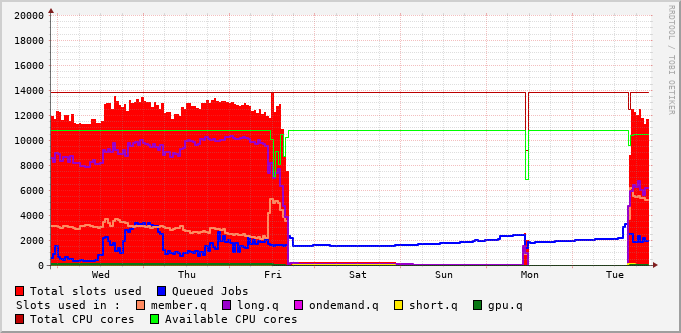 20000
18000
16000
14000
12000
10000
8000
6000
4000
2000
0
Wed Thu Fri Sat Sun Mon Tue
RRDTOOL / TOBI OETIKER
Total slots used Queued Jobs
Slots used in : member.q long.q ondemand.q short.q gpu.q
Total CPU cores Available CPU cores